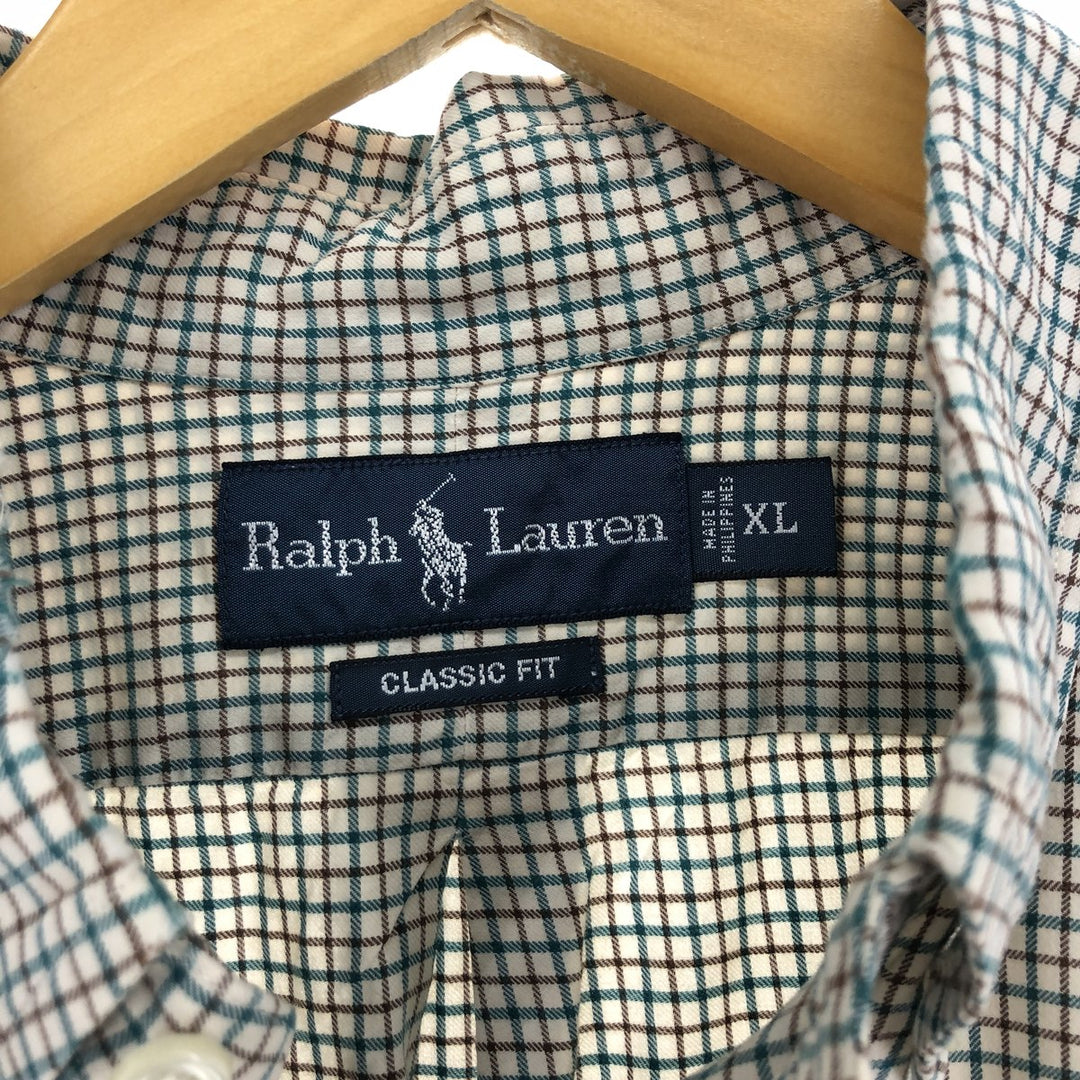 Ralph Lauren
MADE IN
PHILIPPINES
XL
CLASSIC FIT